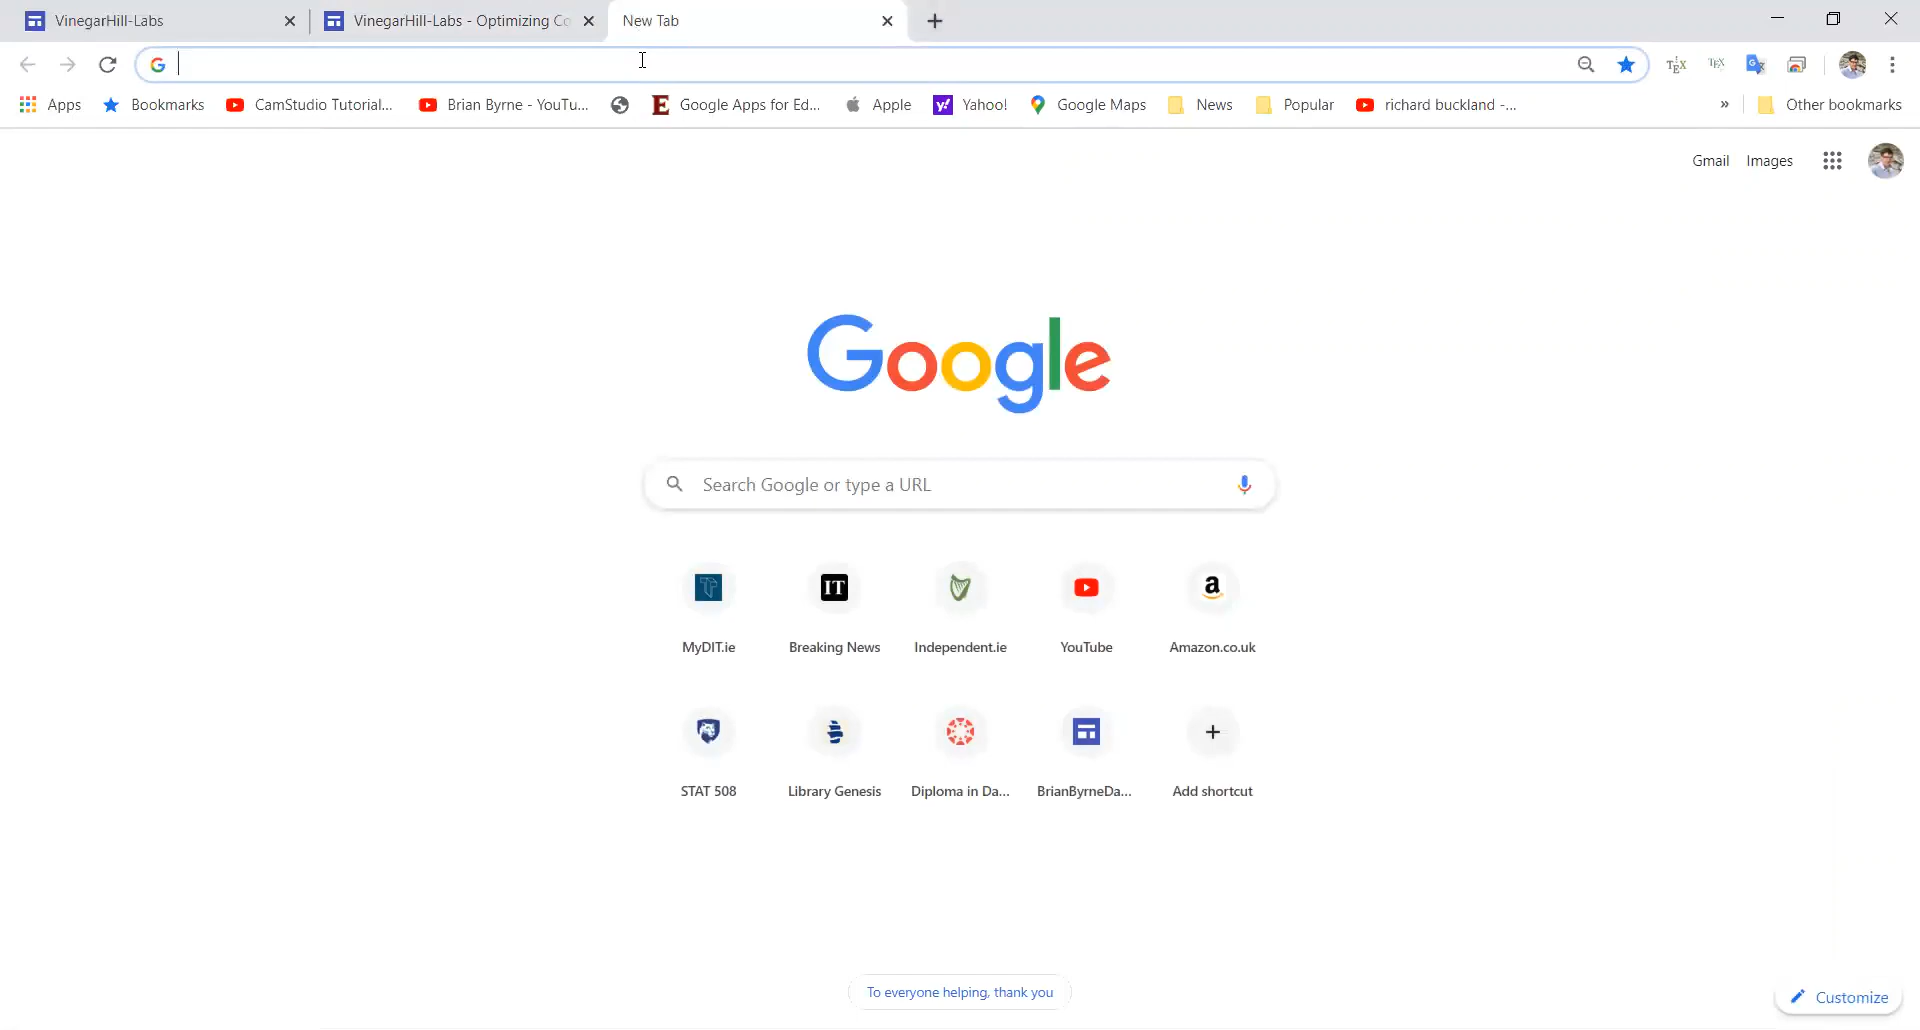 VinegarHill-Labs
VinegarHill-Labs - Optimizing Co
New Tab
Apps
Bookmarks
CamStudio Tutorial...
Brian Byrne - YouTu...
Google Apps for Ed...
Apple
Yahoo!
Google Maps
News
Popular
richard buckland -...
»
Other bookmarks
Gmail
Images
Google
Search Google or type a URL
MyDIT.ie
IT
Breaking News
Independent.ie
YouTube
a
Amazon.co.uk
STAT 508
Library Genesis
Diploma in Da...
BrianByrneDa...
Add shortcut
To everyone helping, thank you
Customize